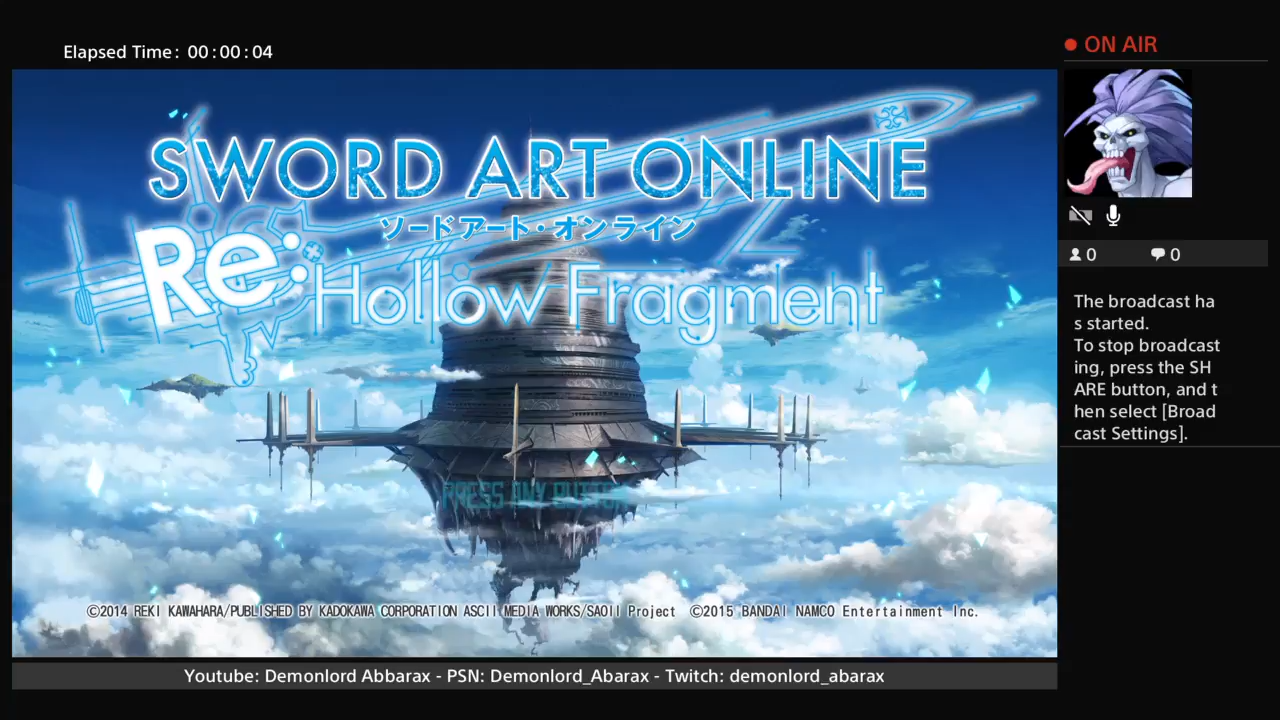 Elapsed Time: 00:00:04
ON AIR
SWORD ART ONLINE
ソードアート・オンライン
Re:
Hollow Fragment
0 0
The broadcast ha
s started.
To stop broadcast
ing, press the SH
ARE button, and t
hen select [Broad
cast Settings].
PRESS ANY BUTTON
©2014 REKI KAWAHARA/PUBLISHED BY KADOKAWA CORPORATION ASCII MEDIA WORKS/SAOII Project ©2015 BANDAI NAMCO Entertainment Inc.
Youtube: Demonlord Abbarax - PSN: Demonlord_Abarax - Twitch: demonlord_abarax